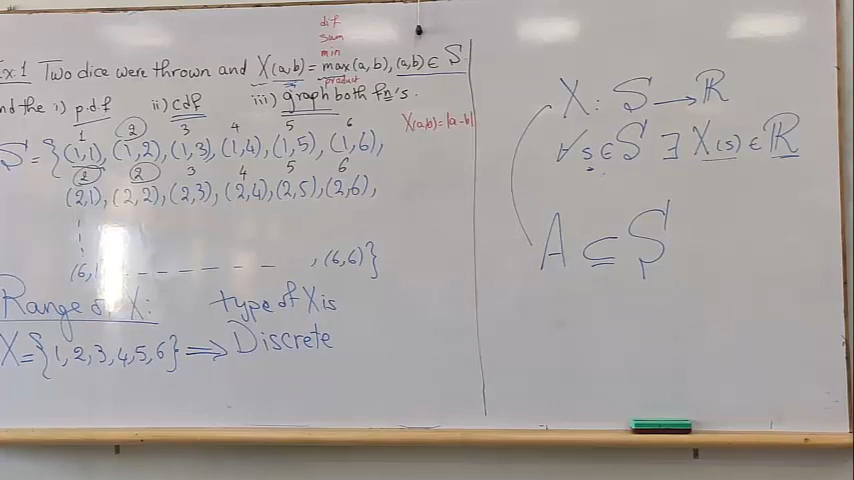 dif
sum
min
Ex:1 Two dice were thrown and X(a,b) = max(a,b), (a,b) ∈ S.
product
find the i) p.d.f ii) cdf iii) graph both fn's.
X(a,b) = |a-b|
1 2 3 4 5 6
S = {(1,1), (1,2), (1,3), (1,4), (1,5), (1,6),
2 2 3 4 5 6
(2,1), (2,2), (2,3), (2,4), (2,5), (2,6),
(6,1 _ _ _ _ _ _ _ , (6,6)}
Range of X: type of X is
X = {1,2,3,4,5,6} ⟹ Discrete
X : S ⟶ ℝ
∀ s ∈ S ∃ X(s) ∈ ℝ
A ⊆ S